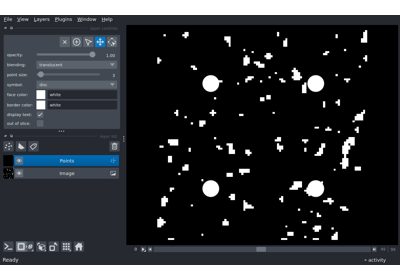 File View Layers Plugins Window Help
opacity: 1.00
blending: translucent
point size:
symbol: disc
face color: white
border color: white
display text:
out of slice:
Points
Image
Ready
activity